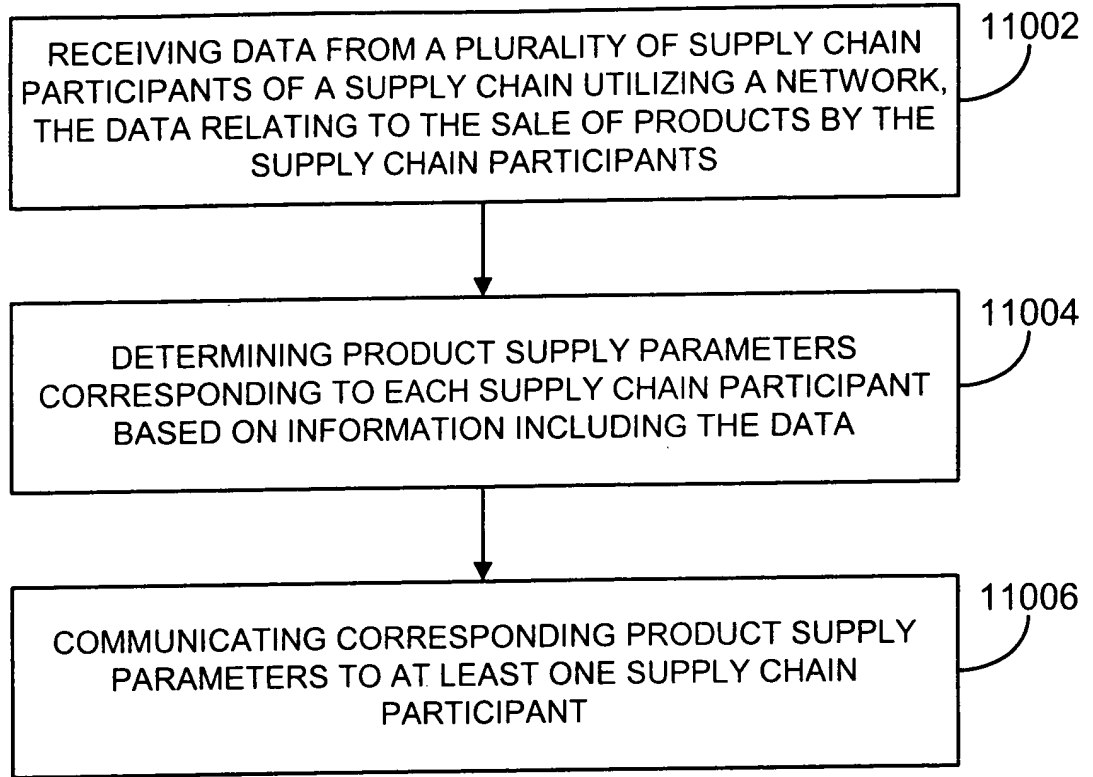 RECEIVING DATA FROM A PLURALITY OF SUPPLY CHAIN
PARTICIPANTS OF A SUPPLY CHAIN UTILIZING A NETWORK,
THE DATA RELATING TO THE SALE OF PRODUCTS BY THE
SUPPLY CHAIN PARTICIPANTS
11002
DETERMINING PRODUCT SUPPLY PARAMETERS
CORRESPONDING TO EACH SUPPLY CHAIN PARTICIPANT
BASED ON INFORMATION INCLUDING THE DATA
11004
COMMUNICATING CORRESPONDING PRODUCT SUPPLY
PARAMETERS TO AT LEAST ONE SUPPLY CHAIN
PARTICIPANT
11006